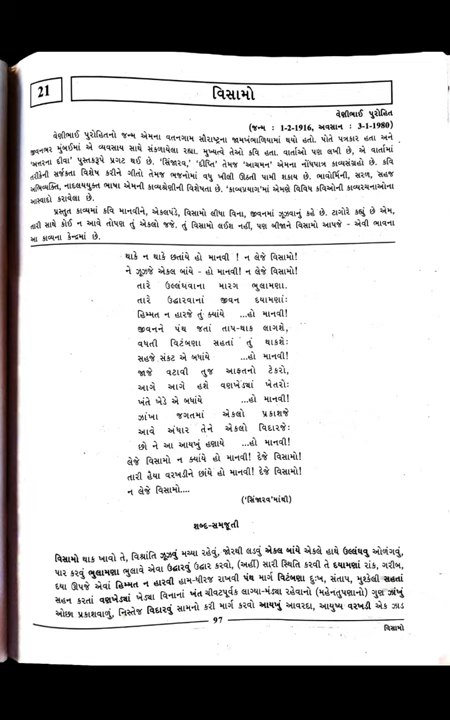 21
વિસામો
વેણીભાઈ પુરોહિત
(જન્મ : 1-2-1916, અવસાન : 3-1-1980)
વેણીભાઈ પુરોહિતનો જન્મ એમના વતનગામ સૌરાષ્ટ્રના જામખંભાળિયામાં થયો હતો. પોતે પત્રકાર હતા અને
જીવનભર મુંબઈમાં એ વ્યવસાય સાથે સંકળાયેલા રહ્યા. મુખ્યત્વે તેઓ કવિ હતા. વાર્તાઓ પણ લખી છે, એ વાર્તામાં
'અત્તરના દીવા' પુસ્તકરૂપે પ્રગટ થઈ છે. 'સિંજારવ,' 'દીપ્તિ' તેમજ 'આચમન' એમના નોંધપાત્ર કાવ્યસંગ્રહો છે. કવિ
તરીકેની સર્જકતા વિશેષ કરીને ગીતો તેમજ ભજનોમાં વધુ ખીલી ઊઠતી પામી શકાય છે. ભાવોર્મિની, સરળ, સહજ
અભિવ્યક્તિ, નાદલયયુક્ત ભાષા એમની કાવ્યશ્રેણીની વિશેષતા છે. 'કાવ્યપ્રયાગ'માં એમણે વિવિધ કવિઓની કાવ્યરચનાઓના
આસ્વાદો કરાવેલા છે.
પ્રસ્તુત કાવ્યમાં કવિ માનવીને, એકલપંડે, વિસામો લીધા વિના, જીવનમાં ઝૂઝવાનું કહે છે. ટાગોરે કહ્યું છે એમ,
તારી સાથે કોઈ ન આવે તોપણ તું એકલો જજે. તું વિસામો લઈશ નહીં, પણ બીજાને વિસામો આપજે - એવી ભાવના
આ કાવ્યના કેન્દ્રમાં છે.
થાકે ન થાકે છતાંયે હો માનવી ! ન લેજે વિસામો!
ને ઝૂઝજે એકલ બાંયે - હો માનવી! ન લેજે વિસામો!
તારે ઉલ્લંઘવાના મારગ ભુલામણા.
તારે ઉદ્ધારવાનાં જીવન દયામણાં:
હિમ્મત ન હારજે તું ક્યાંયે ...હો માનવી!
જીવનને પંથ જતાં તાપ-થાક લાગશે,
વધતી વિટંબણા સહતાં તું થાકશે:
સહજે સંકટ એ બધાંયે ...હો માનવી!
જાજે વટાવી તુજ આફતનો ટેકરો,
આગે આગે હશે વણખેડ્યાં ખેતરો:
ખંતે ખેડે એ બધાંયે ...હો માનવી!
ઝાંખા જગતમાં એકલો પ્રકાશજે
આવે અંધાર તેને એકલો વિદારજે:
છો ને આ આયખું હણાયે ...હો માનવી!
લેજે વિસામો ન ક્યાંયે હો માનવી! દેજે વિસામો!
તારી હૈયા વરખડીને છાંયે હો માનવી! દેજે વિસામો!
ન લેજે વિસામો....
('સિંજારવ'માંથી)
શબ્દ-સમજૂતી
વિસામો થાક ખાવો તે, વિશ્રાંતિ ઝૂઝવું મચ્યા રહેવું, જોરથી લડવું એકલ બાંયે એકલે હાથે ઉલ્લંઘવુ ઓળંગવું,
પાર કરવું ભુલામણા ભુલાવે એવા ઉદ્ધારવું ઉદ્ધાર કરવો, (અહીં) સારી સ્થિતિ કરવી તે દયામણાં રાંક, ગરીબ,
દયા ઊપજે એવાં હિમ્મત ન હારવી હામ-ધીરજ રાખવી પંથ માર્ગ વિટંબણા દુ:ખ, સંતાપ, મુશ્કેલી સહતાં
સહન કરતાં વણખેડ્યાં ખેડ્યા વિનાનાં ખંત ચીવટપૂર્વક લાગ્યા-મંડ્યા રહેવાનો (મહેનતુપણાનો) ગુણ ઝાંખું
ઓછા પ્રકાશવાળું, નિસ્તેજ વિદારવું સામનો કરી માર્ગ કરવો આયખું આવરદા, આયુષ્ય વરખડી એક ઝાડ
97
વિસામો